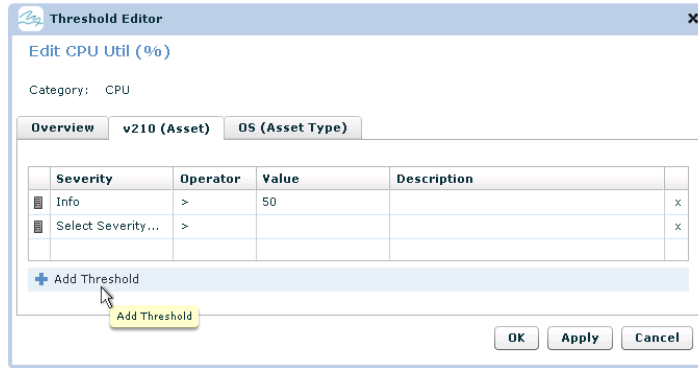 Threshold Editor x
Edit CPU Util (%)
Category: CPU
Overview v210 (Asset) OS (Asset Type)
Severity Operator Value Description
Info > 50 x
Select Severity... > x
Add Threshold
Add Threshold
OK Apply Cancel